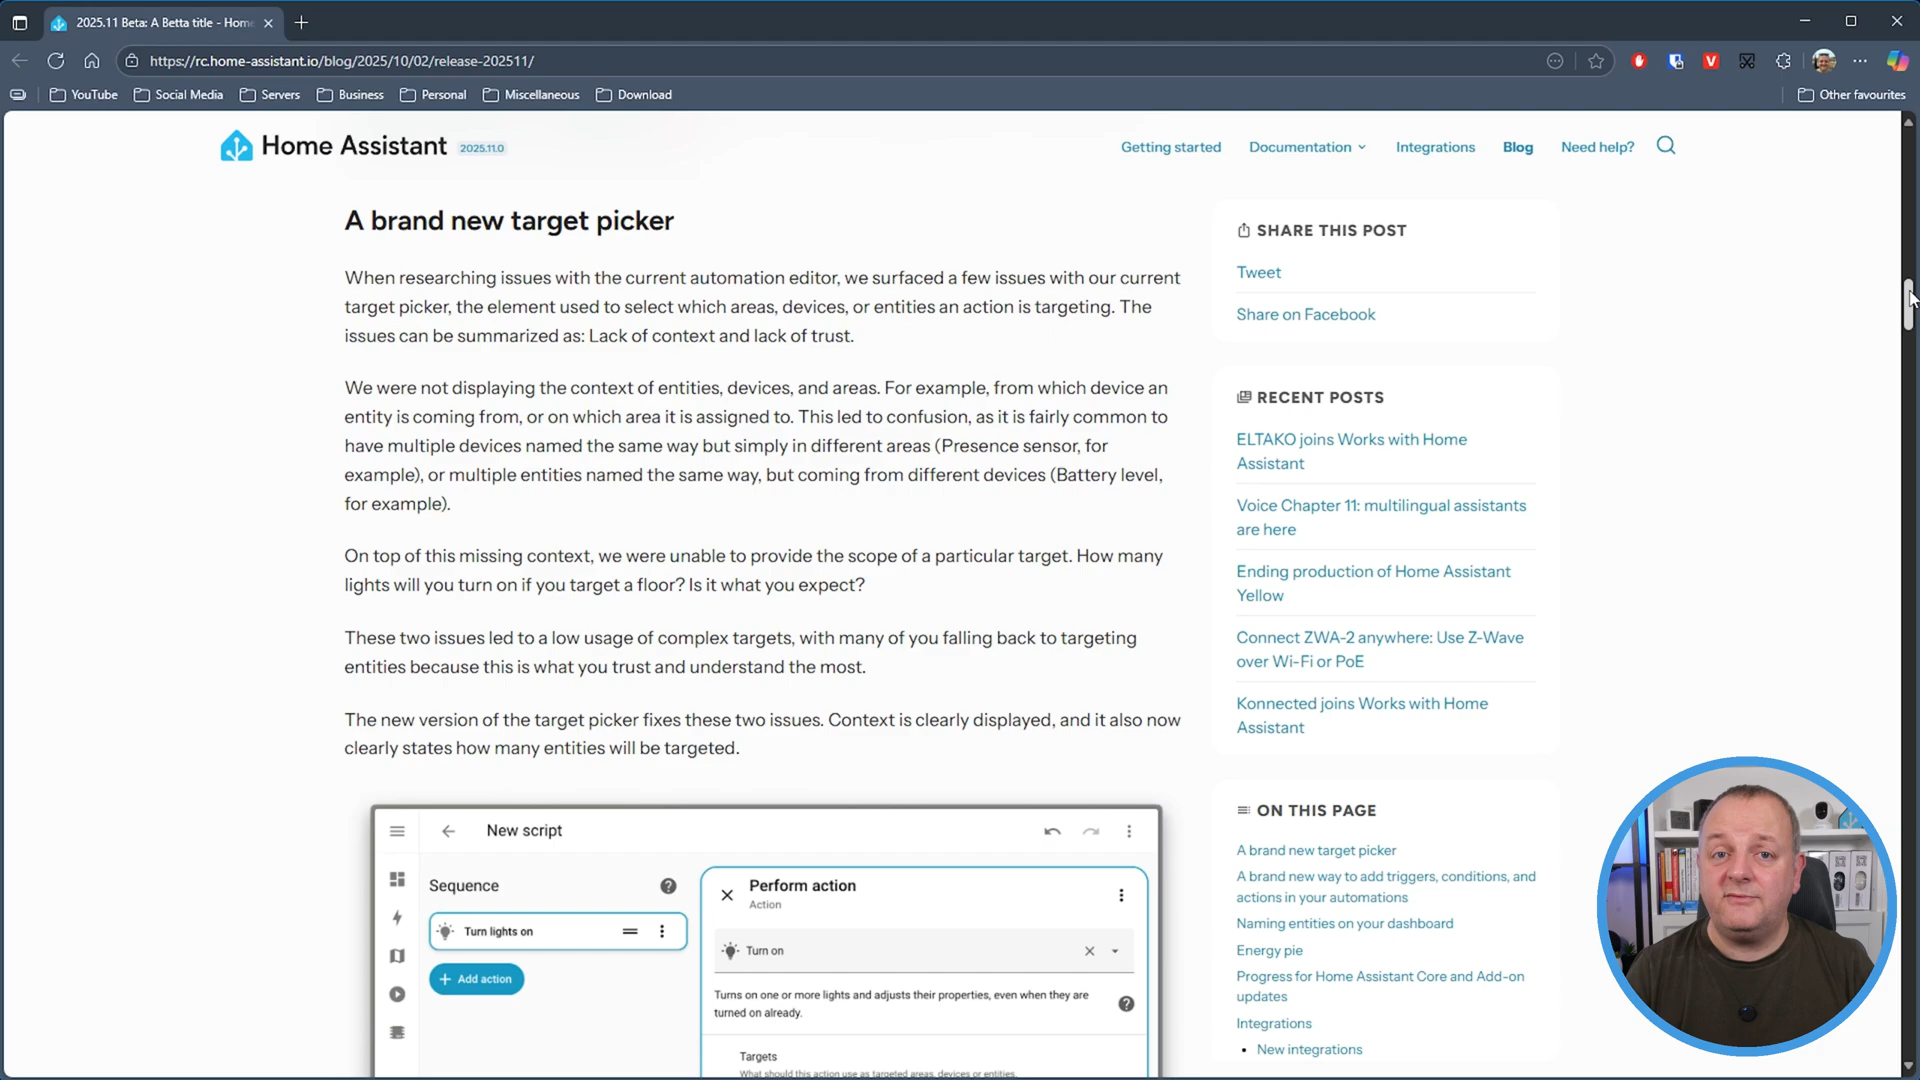 2025.11 Beta: A Betta title - Home
https://rc.home-assistant.io/blog/2025/10/02/release-202511/
YouTube
Social Media
Servers
Business
Personal
Miscellaneous
Download
Other favourites
Home Assistant 2025.11.0
Getting started
Documentation
Integrations
Blog
Need help?
A brand new target picker
When researching issues with the current automation editor, we surfaced a few issues with our current
target picker, the element used to select which areas, devices, or entities an action is targeting. The
issues can be summarized as: Lack of context and lack of trust.
We were not displaying the context of entities, devices, and areas. For example, from which device an
entity is coming from, or on which area it is assigned to. This led to confusion, as it is fairly common to
have multiple devices named the same way but simply in different areas (Presence sensor, for
example), or multiple entities named the same way, but coming from different devices (Battery level,
for example).
On top of this missing context, we were unable to provide the scope of a particular target. How many
lights will you turn on if you target a floor? Is it what you expect?
These two issues led to a low usage of complex targets, with many of you falling back to targeting
entities because this is what you trust and understand the most.
The new version of the target picker fixes these two issues. Context is clearly displayed, and it also now
clearly states how many entities will be targeted.
New script
Sequence
Turn lights on
Add action
Perform action
Action
Turn on
Turns on one or more lights and adjusts their properties, even when they are
turned on already.
Targets
What should this action use as targeted areas, devices or entities.
SHARE THIS POST
Tweet
Share on Facebook
RECENT POSTS
ELTAKO joins Works with Home
Assistant
Voice Chapter 11: multilingual assistants
are here
Ending production of Home Assistant
Yellow
Connect ZWA-2 anywhere: Use Z-Wave
over Wi-Fi or PoE
Konnected joins Works with Home
Assistant
ON THIS PAGE
A brand new target picker
A brand new way to add triggers, conditions, and
actions in your automations
Naming entities on your dashboard
Energy pie
Progress for Home Assistant Core and Add-on
updates
Integrations
New integrations